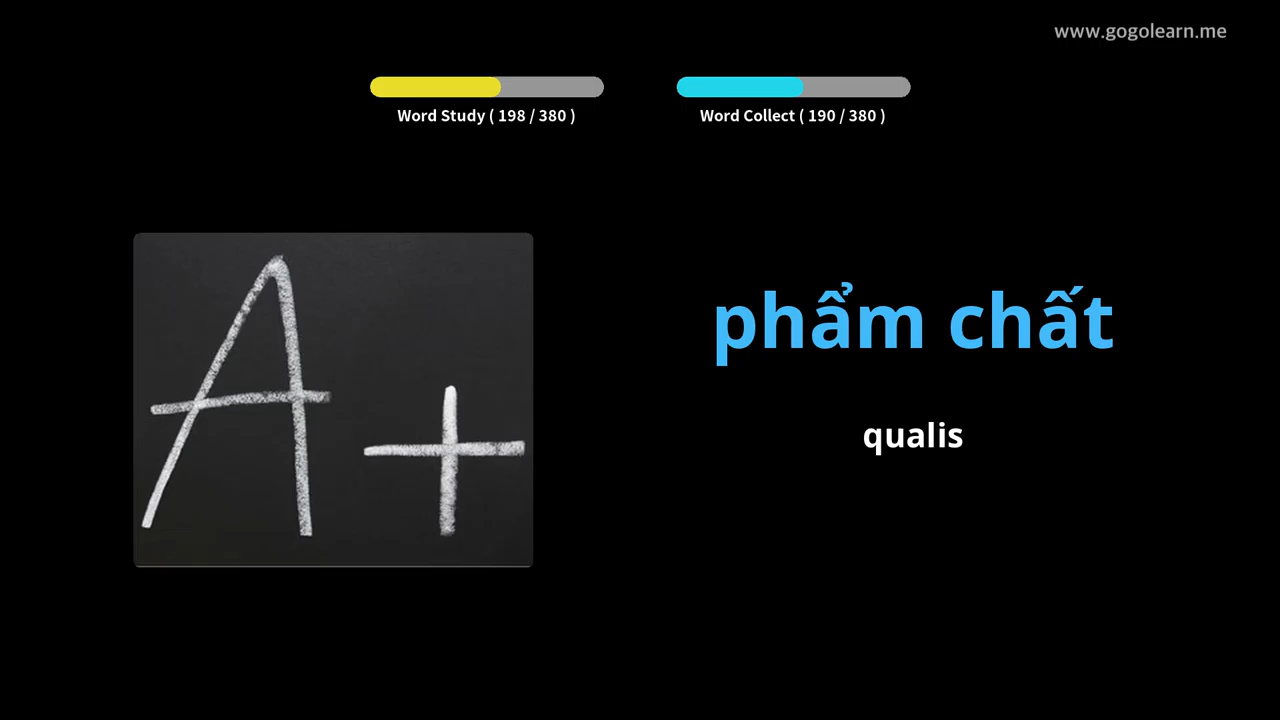 www.gogolearn.me
Word Study ( 198 / 380 )
Word Collect ( 190 / 380 )
A+
phẩm chất
qualis